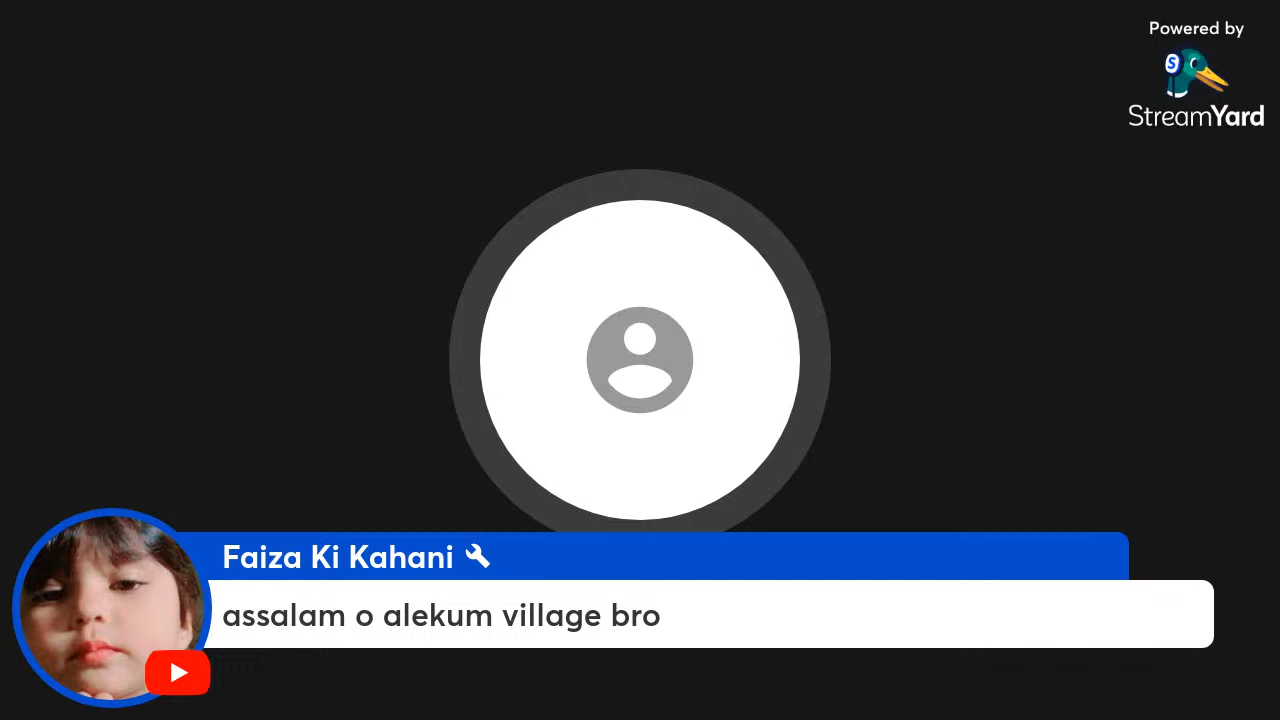 Powered by
S
StreamYard
Faiza Ki Kahani
assalam o alekum village bro